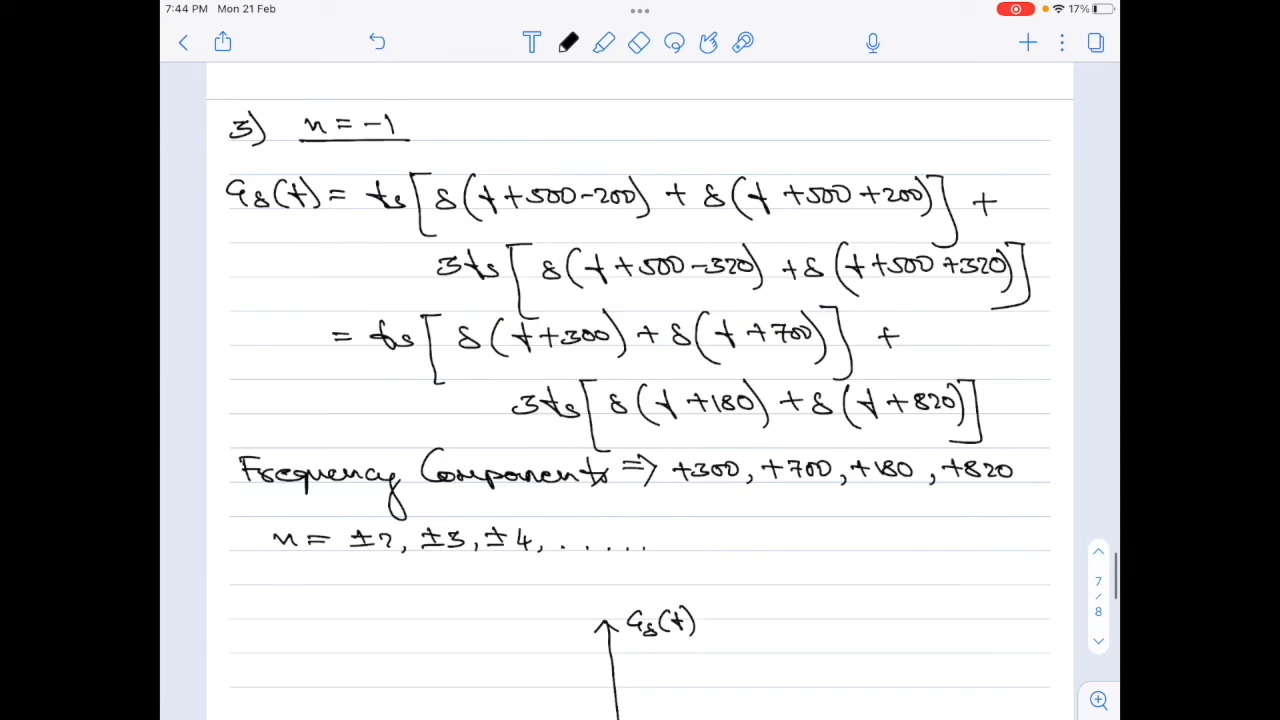 7:44 PM Mon 21 Feb
17%
3) n = -1
Gδ(f) = fs [δ(f+500-200) + δ(f+500+200)] +
3fs [δ(f+500-320) + δ(f+500+320)]
= fs [δ(f+300) + δ(f+700)] +
3fs [δ(f+180) + δ(f+820)]
Frequency Components => +300, +700, +180, +820
n = ±2, ±3, ±4, .....
Gδ(f)
7
/
8